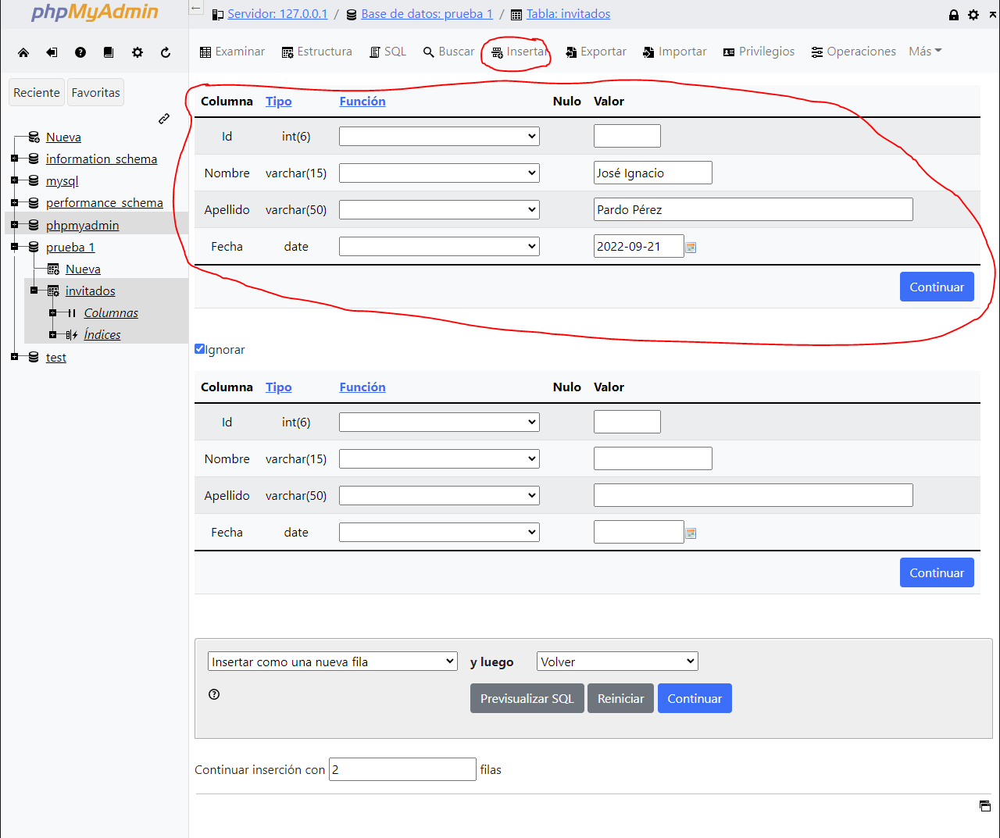 phpMyAdmin
Servidor: 127.0.0.1 / Base de datos: prueba 1 / Tabla: invitados
Examinar Estructura SQL Buscar Insertar Exportar Importar Privilegios Operaciones Más
Reciente Favoritas
Nueva
information_schema
mysql
performance_schema
phpmyadmin
prueba 1
Nueva
invitados
Columnas
Índices
test
Columna Tipo Función Nulo Valor
Id int(6)
Nombre varchar(15) José Ignacio
Apellido varchar(50) Pardo Pérez
Fecha date 2022-09-21
Continuar
Ignorar
Columna Tipo Función Nulo Valor
Id int(6)
Nombre varchar(15)
Apellido varchar(50)
Fecha date
Continuar
Insertar como una nueva fila y luego Volver
Previsualizar SQL Reiniciar Continuar
Continuar inserción con 2 filas